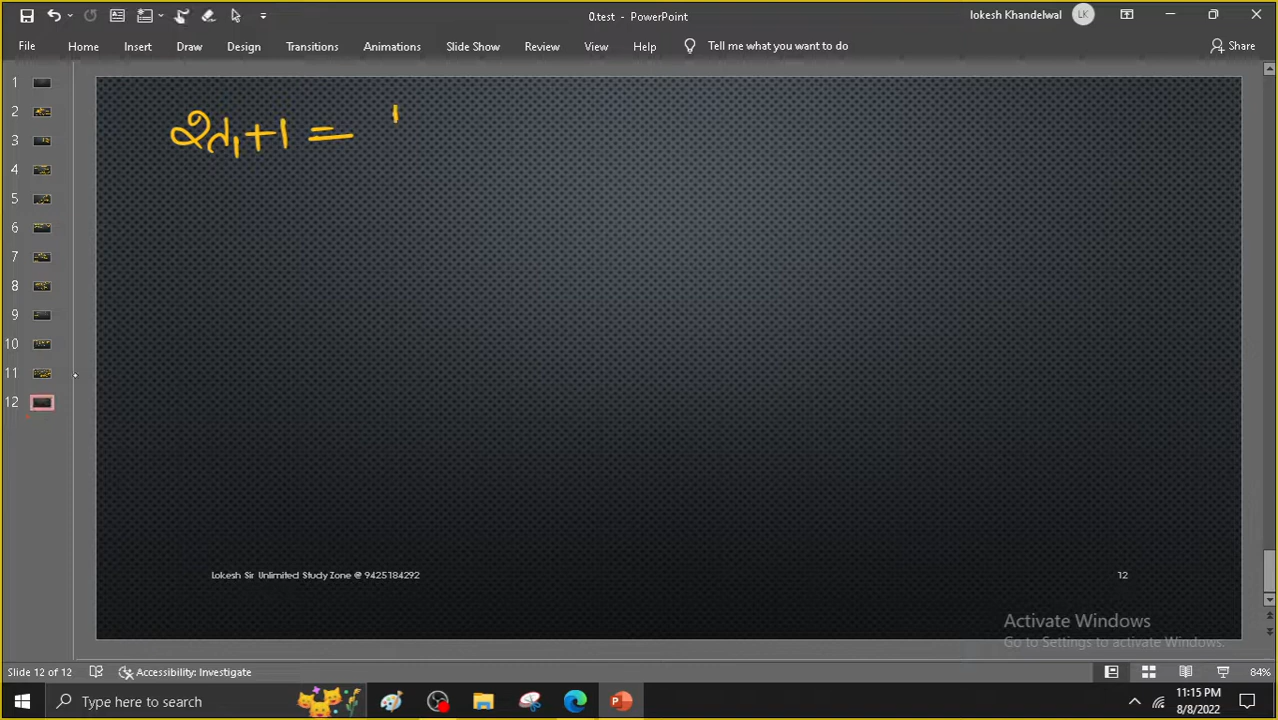 0.test - PowerPoint
lokesh Khandelwal LK
File Home Insert Draw Design Transitions Animations Slide Show Review View Help Tell me what you want to do Share
1
2
3
4
5
6
7
8
9
10
11
12
+1 =
Lokesh Sir Unlimited Study Zone @ 9425184292 12
Activate Windows
Go to Settings to activate Windows.
Slide 12 of 12 Accessibility: Investigate 84%
Type here to search
11:15 PM
8/8/2022